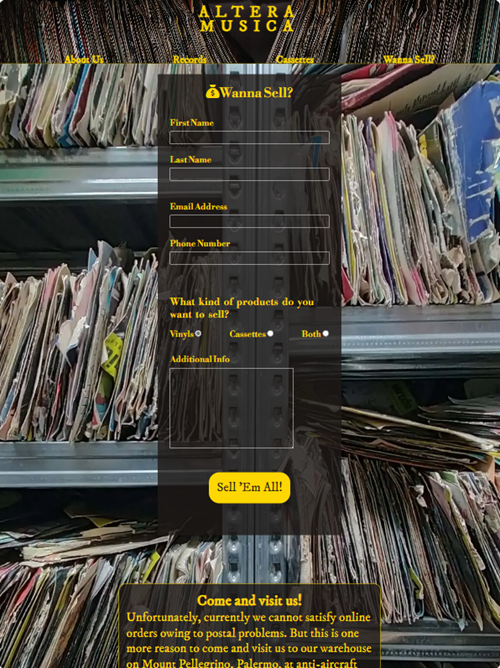 ALTERA
MUSICA
About Us Records Cassettes Wanna Sell?
Wanna Sell?
First Name
Last Name
Email Address
Phone Number
What kind of products do you
want to sell?
Vinyls Cassettes Both
Additional Info
Sell 'Em All!
Come and visit us!
Unfortunately, currently we cannot satisfy online
orders owing to postal problems. But this is one
more reason to come and visit us to our warehouse
on Mount Pellegrino, Palermo, at anti-aircraft